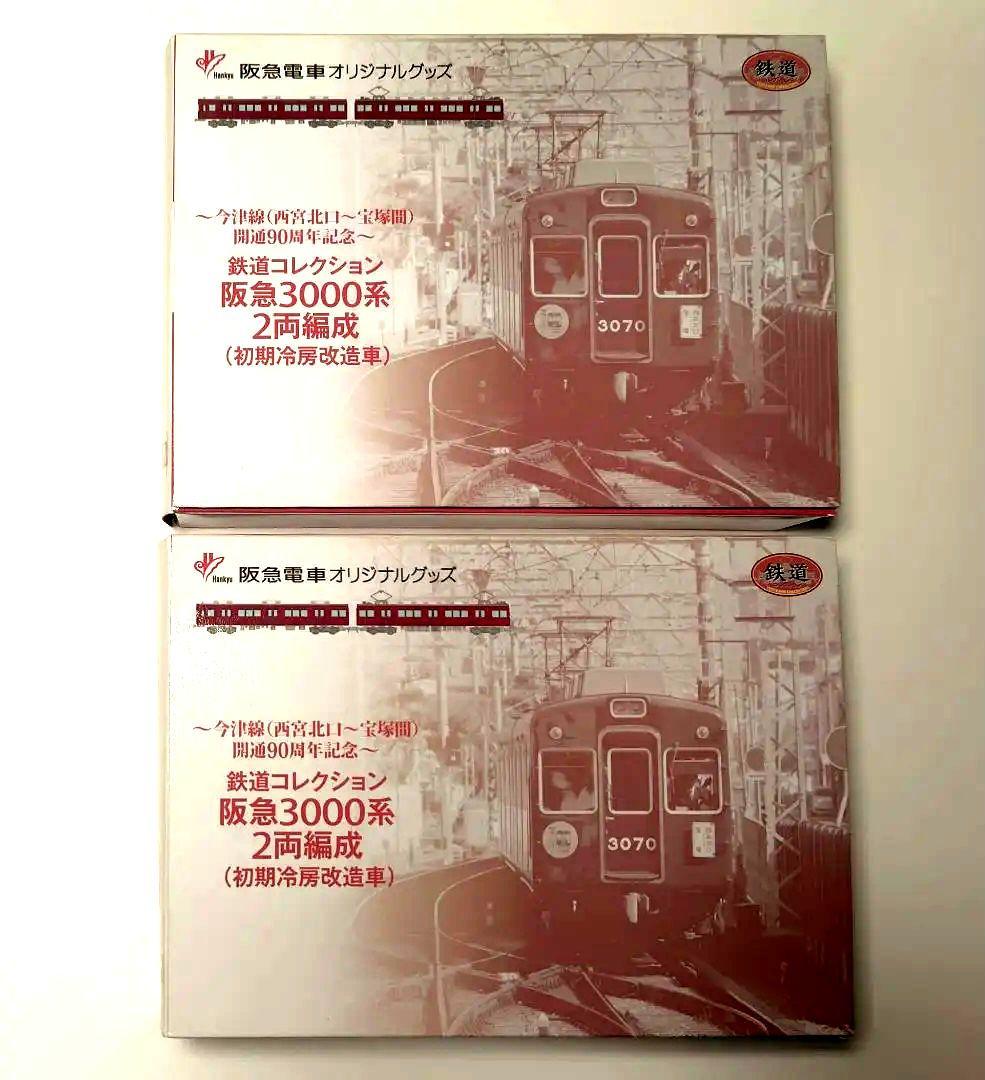 Hankyu 阪急電車オリジナルグッズ
鉄道
～今津線(西宮北口～宝塚間)
開通90周年記念～
鉄道コレクション
阪急3000系
2両編成
(初期冷房改造車)
3070
Hankyu 阪急電車オリジナルグッズ
鉄道
～今津線(西宮北口～宝塚間)
開通90周年記念～
鉄道コレクション
阪急3000系
2両編成
(初期冷房改造車)
3070